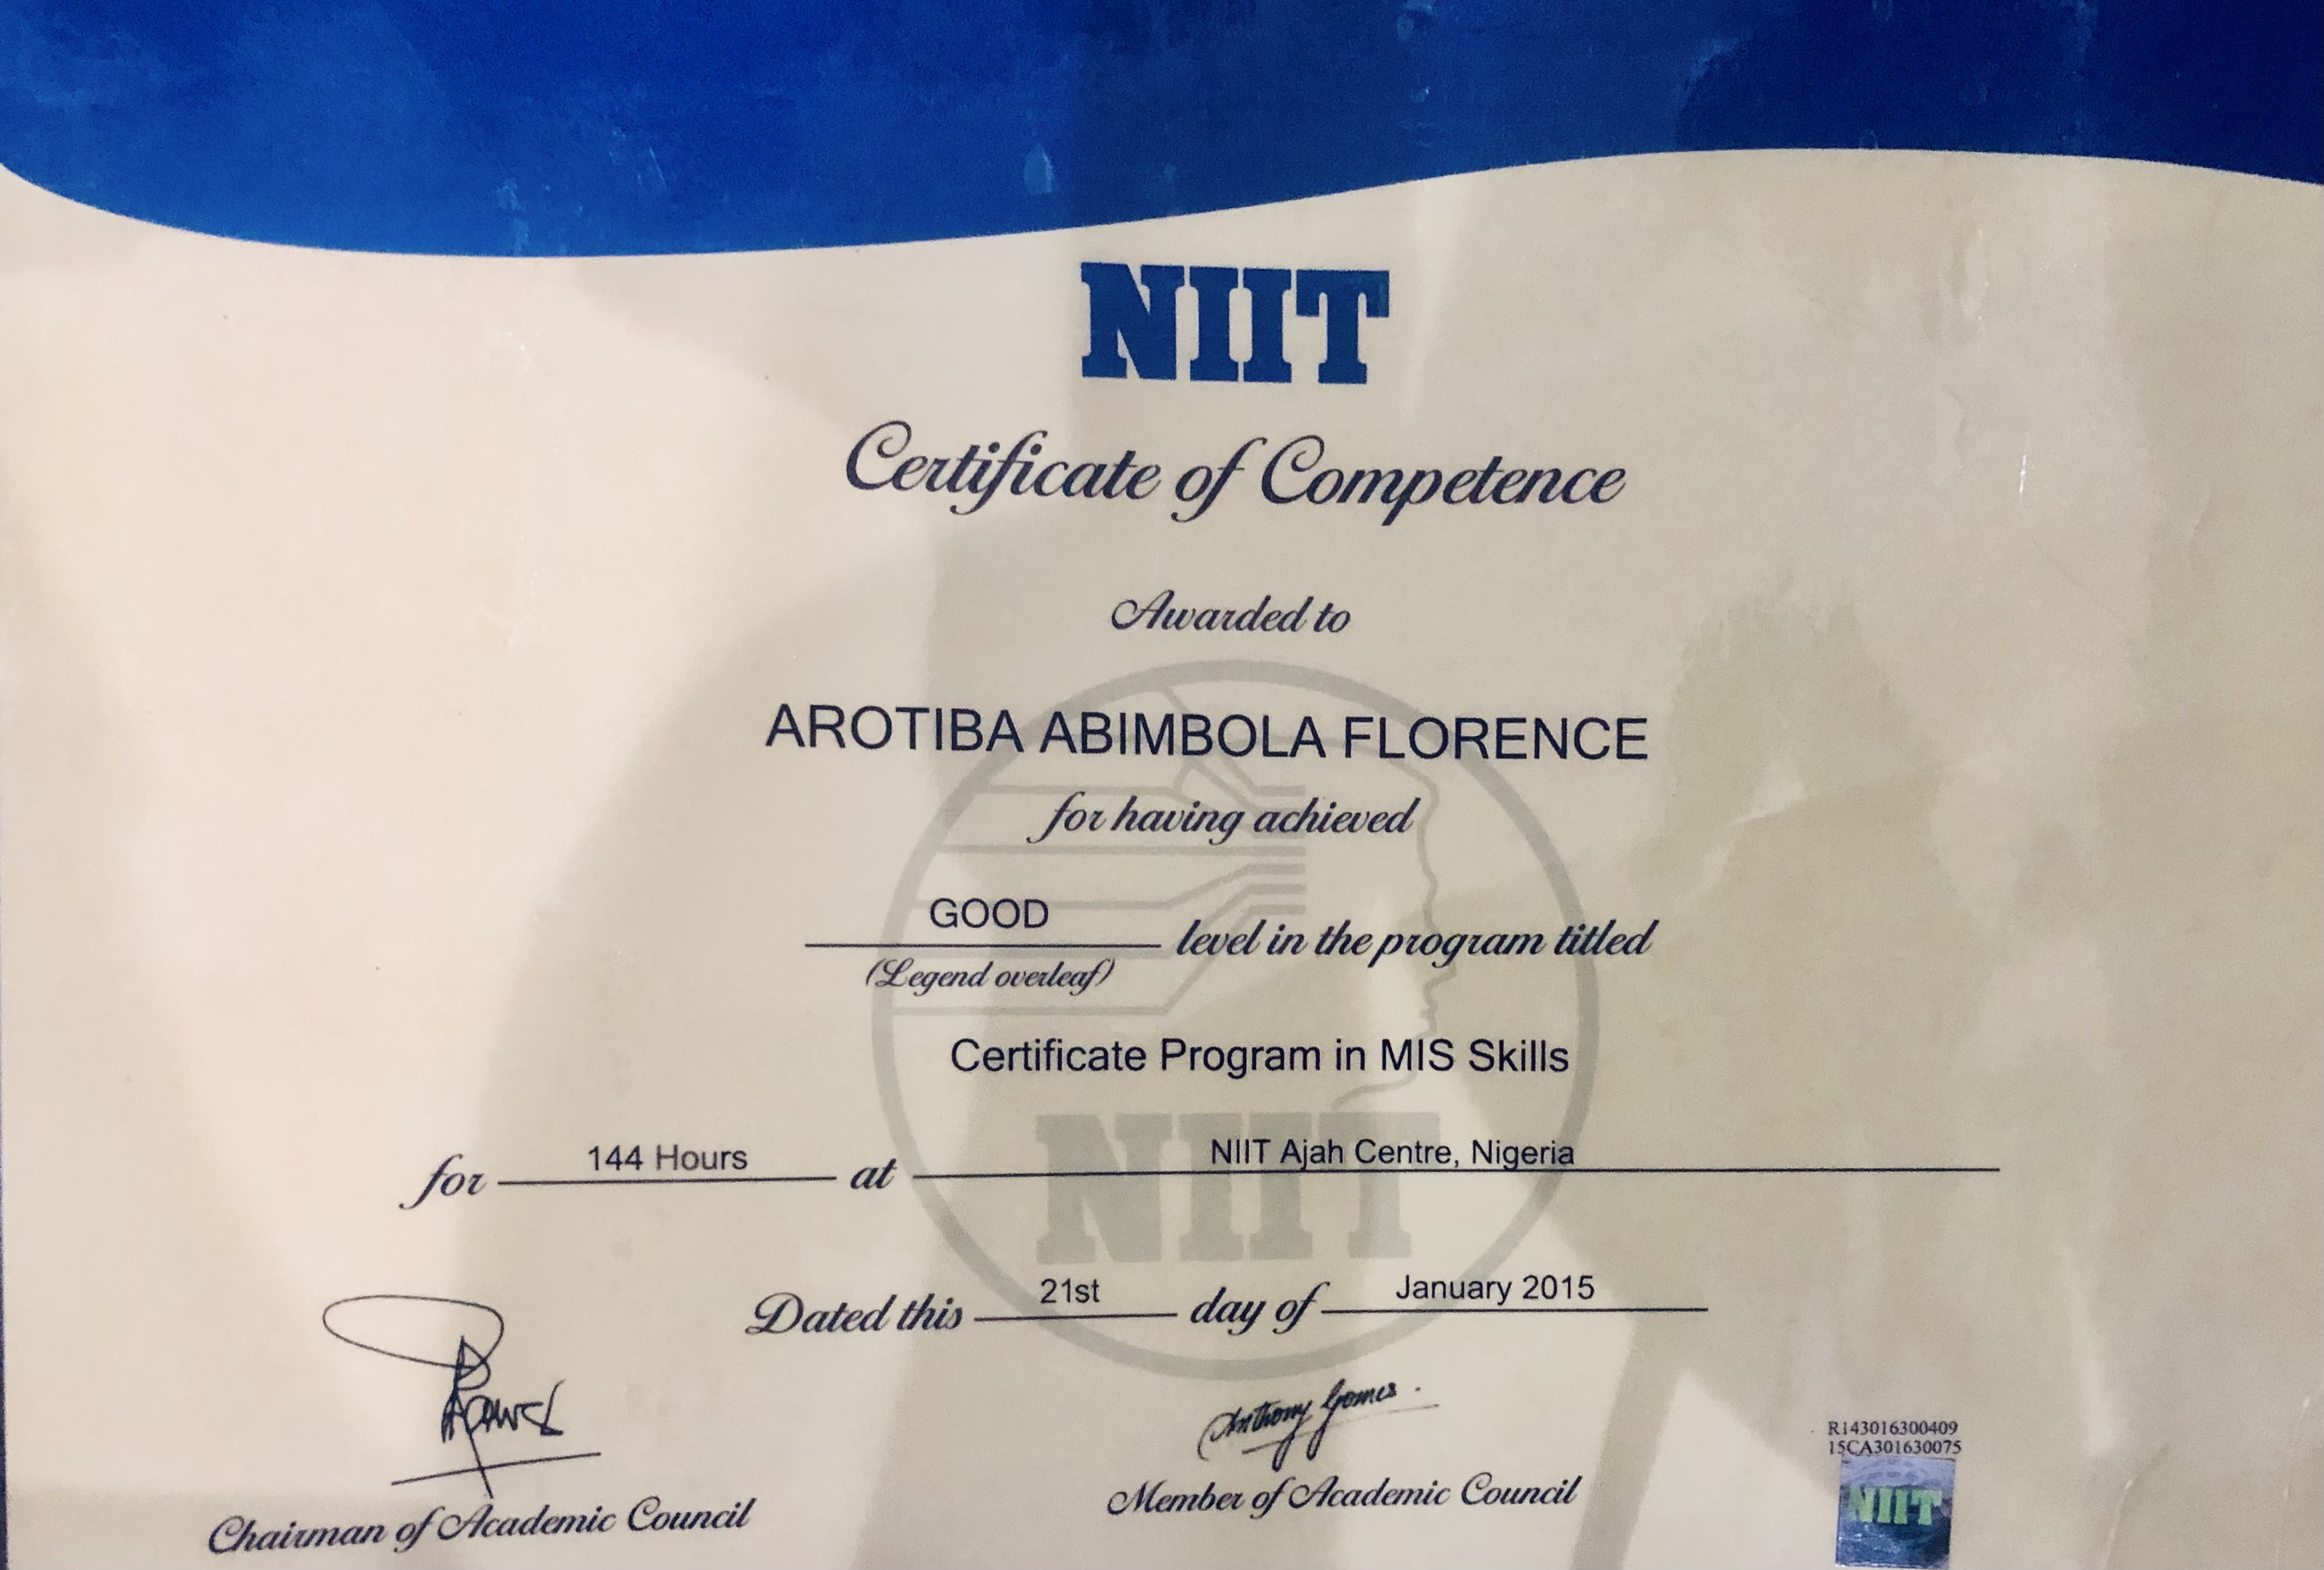 NIIT
Certificate of Competence
Awarded to
AROTIBA ABIMBOLA FLORENCE
for having achieved
GOOD level in the program titled
(Legend overleaf)
Certificate Program in MIS Skills
for 144 Hours at NIIT Ajah Centre, Nigeria
NIIT
Dated this 21st day of January 2015
Anthony Gomes
Chairman of Academic Council
Member of Academic Council
R143016300409
15CA301630075
NIIT